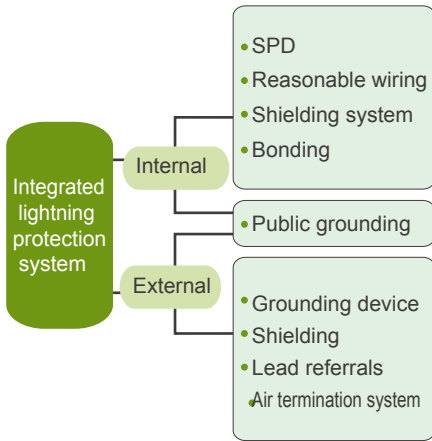 Integrated
lightning
protection
system
Internal
External
• SPD
• Reasonable wiring
• Shielding system
• Bonding
• Public grounding
• Grounding device
• Shielding
• Lead referrals
• Air termination system